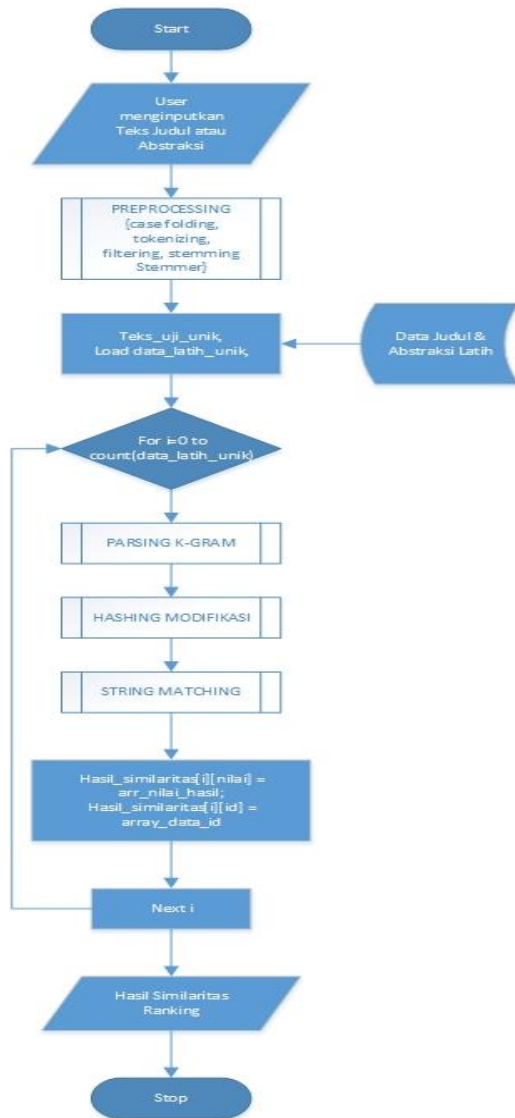 Start
User
menginputkan
Teks Judul atau
Abstraksi
PREPROCESSING
{case folding,
tokenizing,
filtering, stemming
Stemmer}
Teks_uji_unik,
Load data_latih_unik,
Data Judul &
Abstraksi Latih
For i=0 to
count(data_latih_unik)
PARSING K-GRAM
HASHING MODIFIKASI
STRING MATCHING
Hasil_similaritas[i][nilai] =
arr_nilai_hasil;
Hasil_similaritas[i][id] =
array_data_id
Next i
Hasil Similaritas
Ranking
Stop